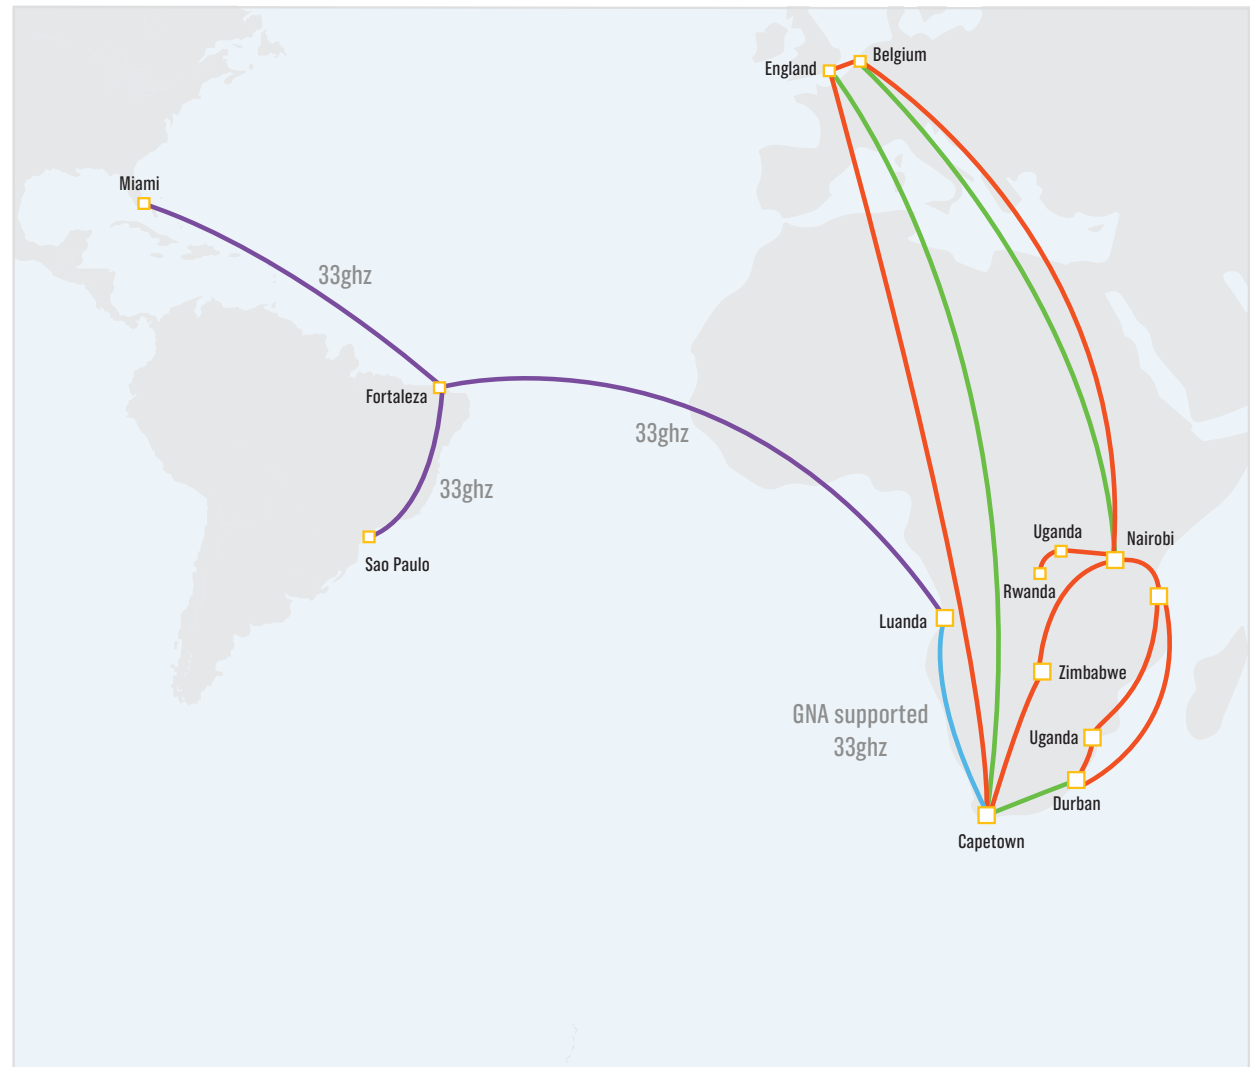 England
Belgium
Miami
33ghz
Fortaleza
33ghz
33ghz
Sao Paulo
Uganda
Nairobi
Rwanda
Luanda
Zimbabwe
GNA supported
33ghz
Uganda
Durban
Capetown